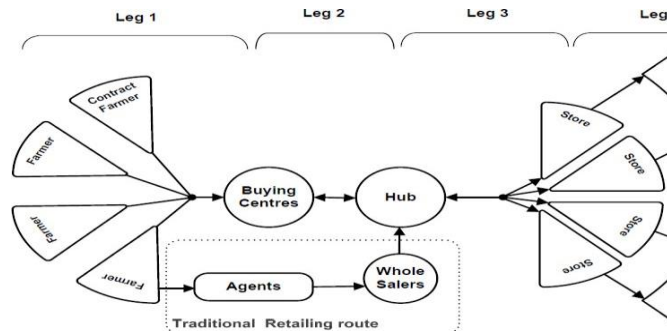 Leg 1
Leg 2
Leg 3
Leg
Contract
Farmer
Farmer
Farmer
Farmer
Buying
Centres
Hub
Store
Store
Store
Store
Agents
Whole
Salers
Traditional Retailing route